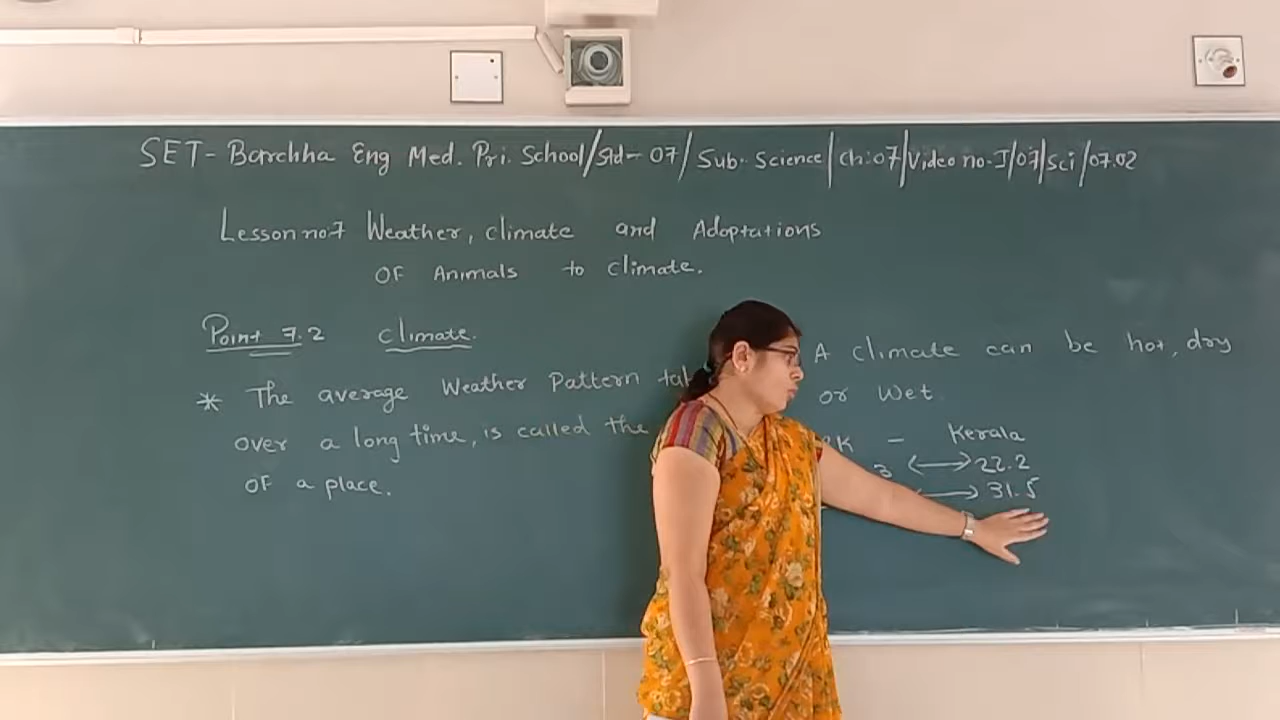 SET- Barchha Eng Med. Pri. School/Std- 07/ Sub. Science/Ch:07/Video no.-I/07/Sci/07.02
Lesson no7 Weather, climate and Adaptations
OF Animals to climate.
Point 7.2 climate.
* The average Weather Pattern
over a long time, is called the
OF a place.
A climate can be hot, dry
or Wet.
- Kerala
3 ⟷ 22.2
⟷ 31.5